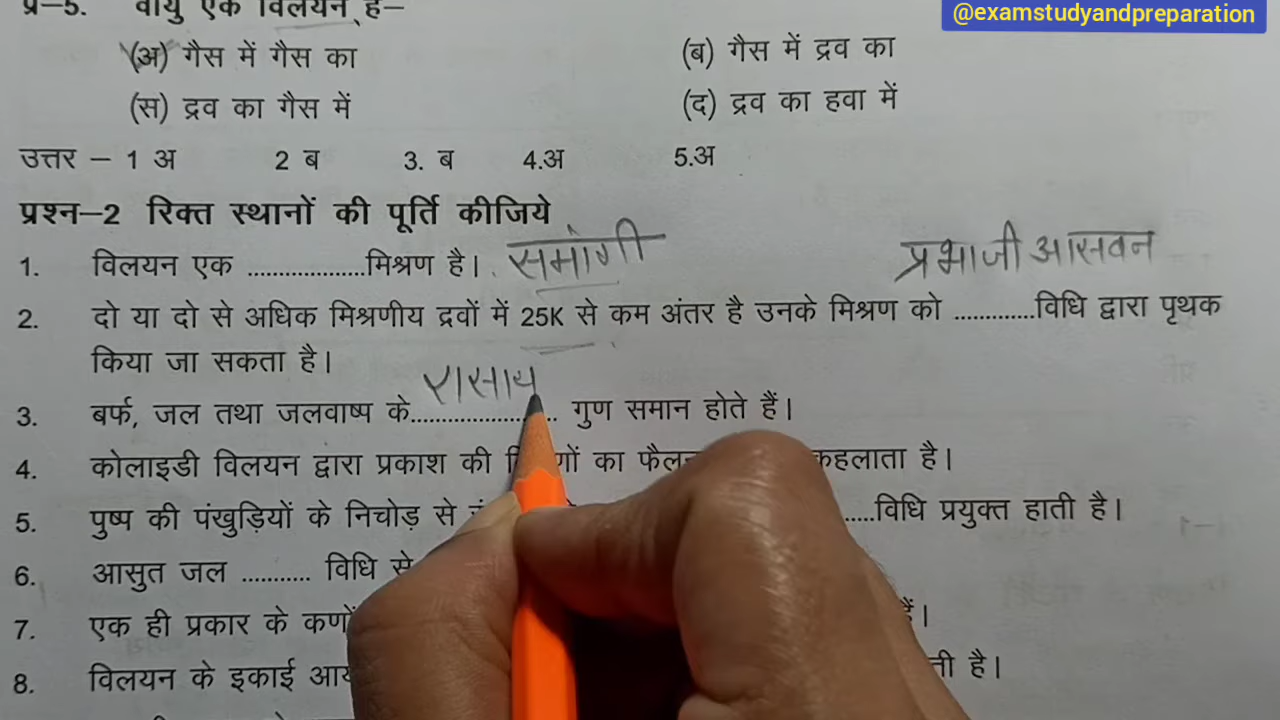 @examstudyandpreparation
प्र–5. वायु एक विलयन है–
(अ) गैस में गैस का (ब) गैस में द्रव का
(स) द्रव का गैस में (द) द्रव का हवा में
उत्तर – 1 अ 2 ब 3. ब 4.अ 5.अ
प्रश्न–2 रिक्त स्थानों की पूर्ति कीजिये
1. विलयन एक ..................मिश्रण है। समांगी प्रभाजी आसवन
2. दो या दो से अधिक मिश्रणीय द्रवों में 25K से कम अंतर है उनके मिश्रण को .............विधि द्वारा पृथक
किया जा सकता है।
रासाय
3. बर्फ, जल तथा जलवाष्प के....................... गुण समान होते हैं।
4. कोलाइडी विलयन द्वारा प्रकाश की का कहलाता है।
5. पुष्प की पंखुड़ियों के निचोड़ से .....विधि प्रयुक्त हाती है।
6. आसुत जल ........... विधि से
7. एक ही प्रकार के कणों हैं।
8. विलयन के इकाई है।